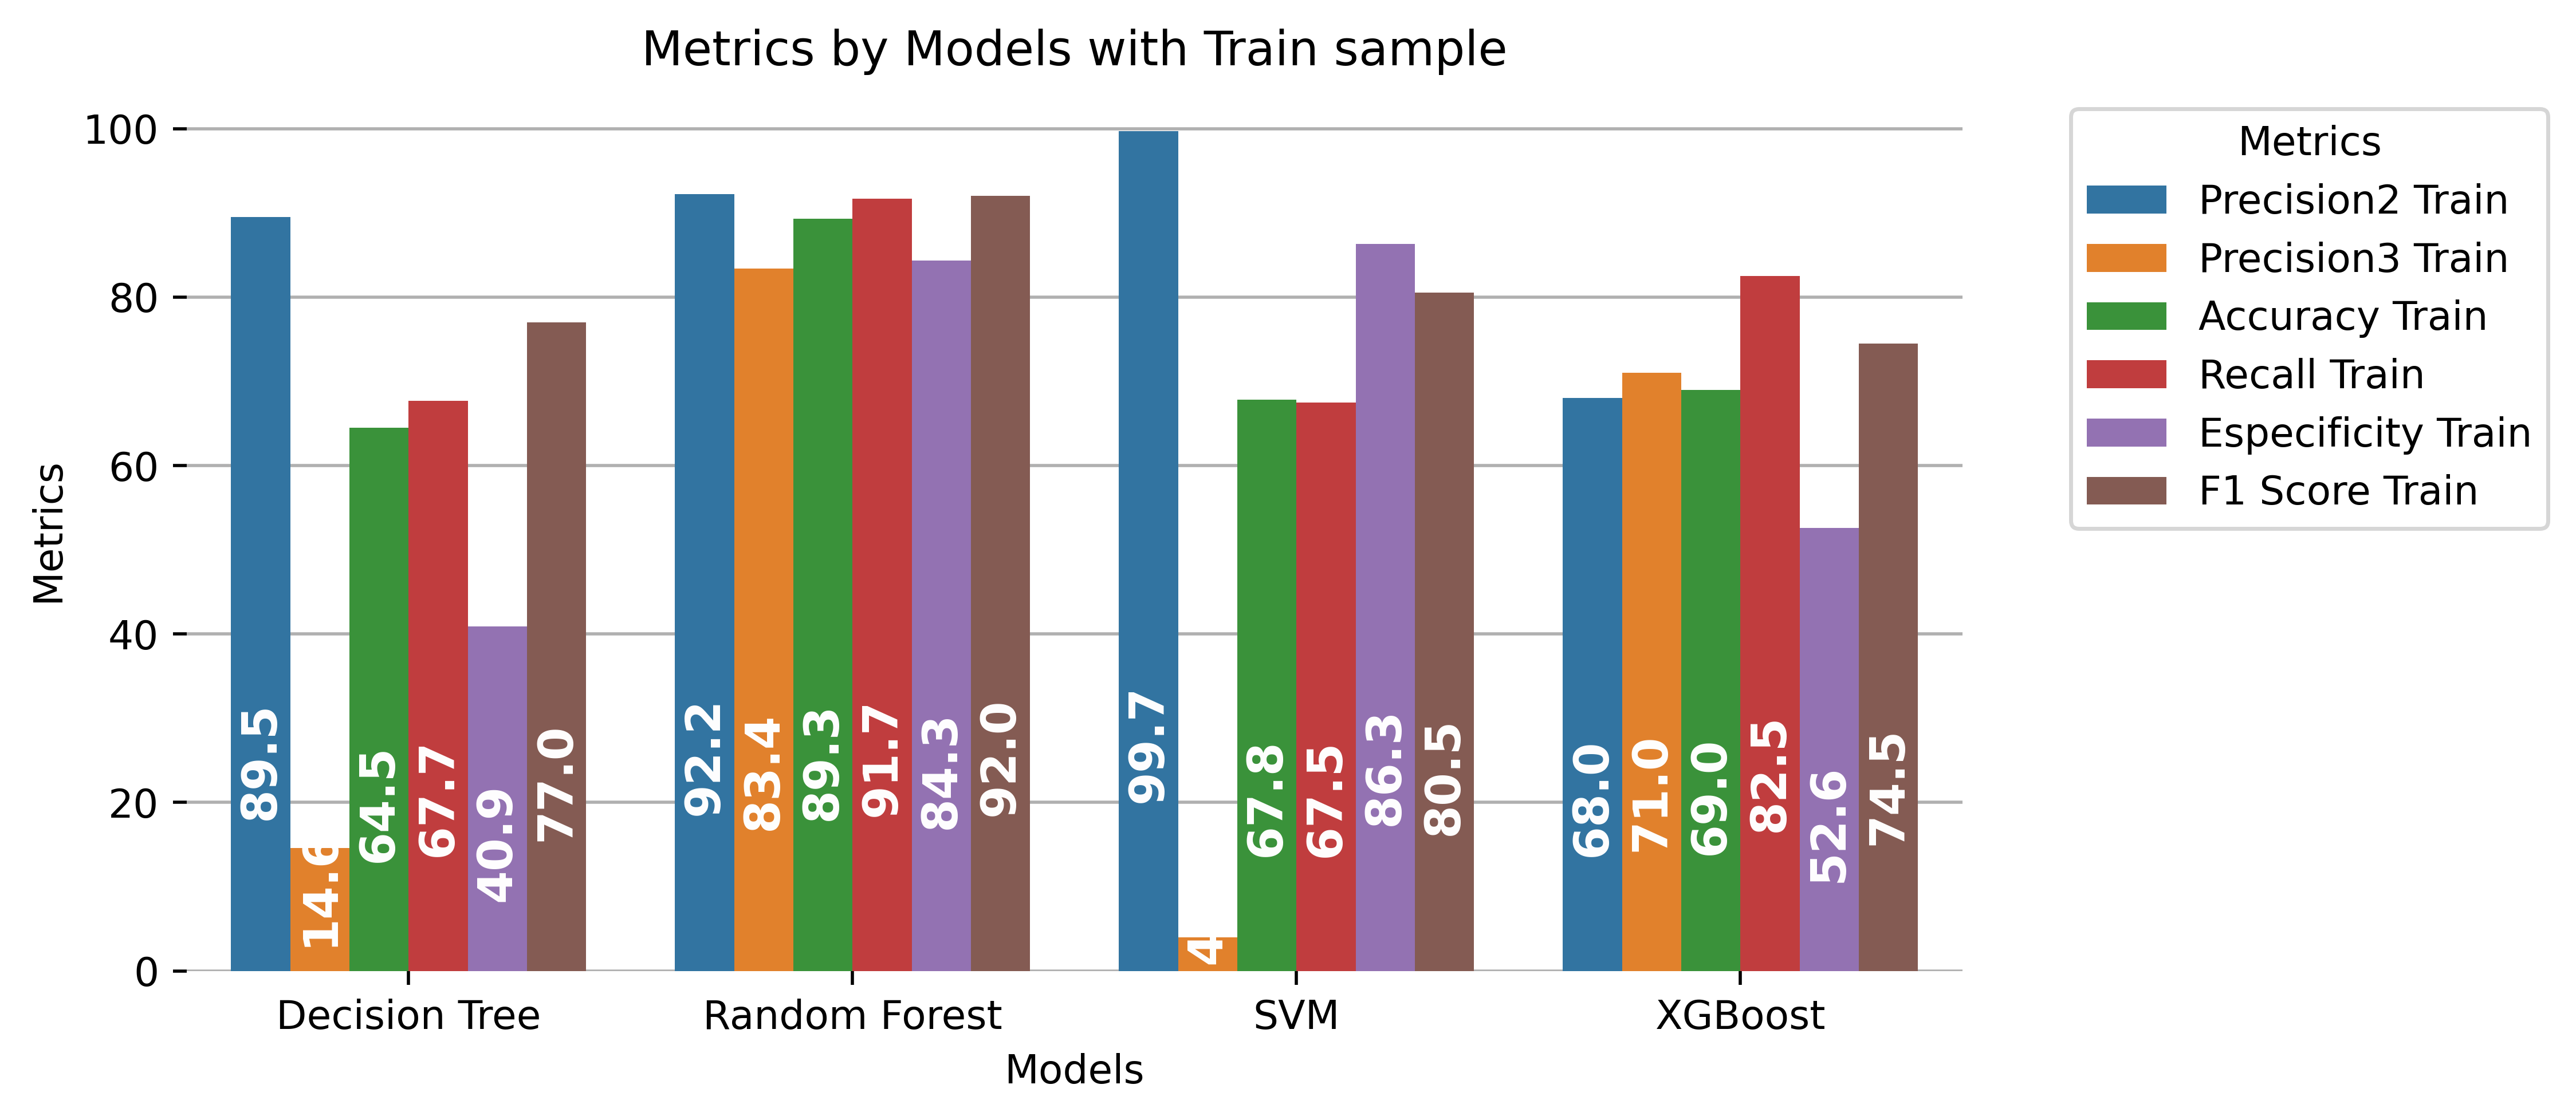 Metrics by Models with Train sample
Metrics
100
80
60
40
20
0
89.5
14.6
64.5
67.7
40.9
77.0
92.2
83.4
89.3
91.7
84.3
92.0
99.7
4
67.8
67.5
86.3
80.5
68.0
71.0
69.0
82.5
52.6
74.5
Decision Tree
Random Forest
SVM
XGBoost
Models
Metrics
Precision2 Train
Precision3 Train
Accuracy Train
Recall Train
Especificity Train
F1 Score Train